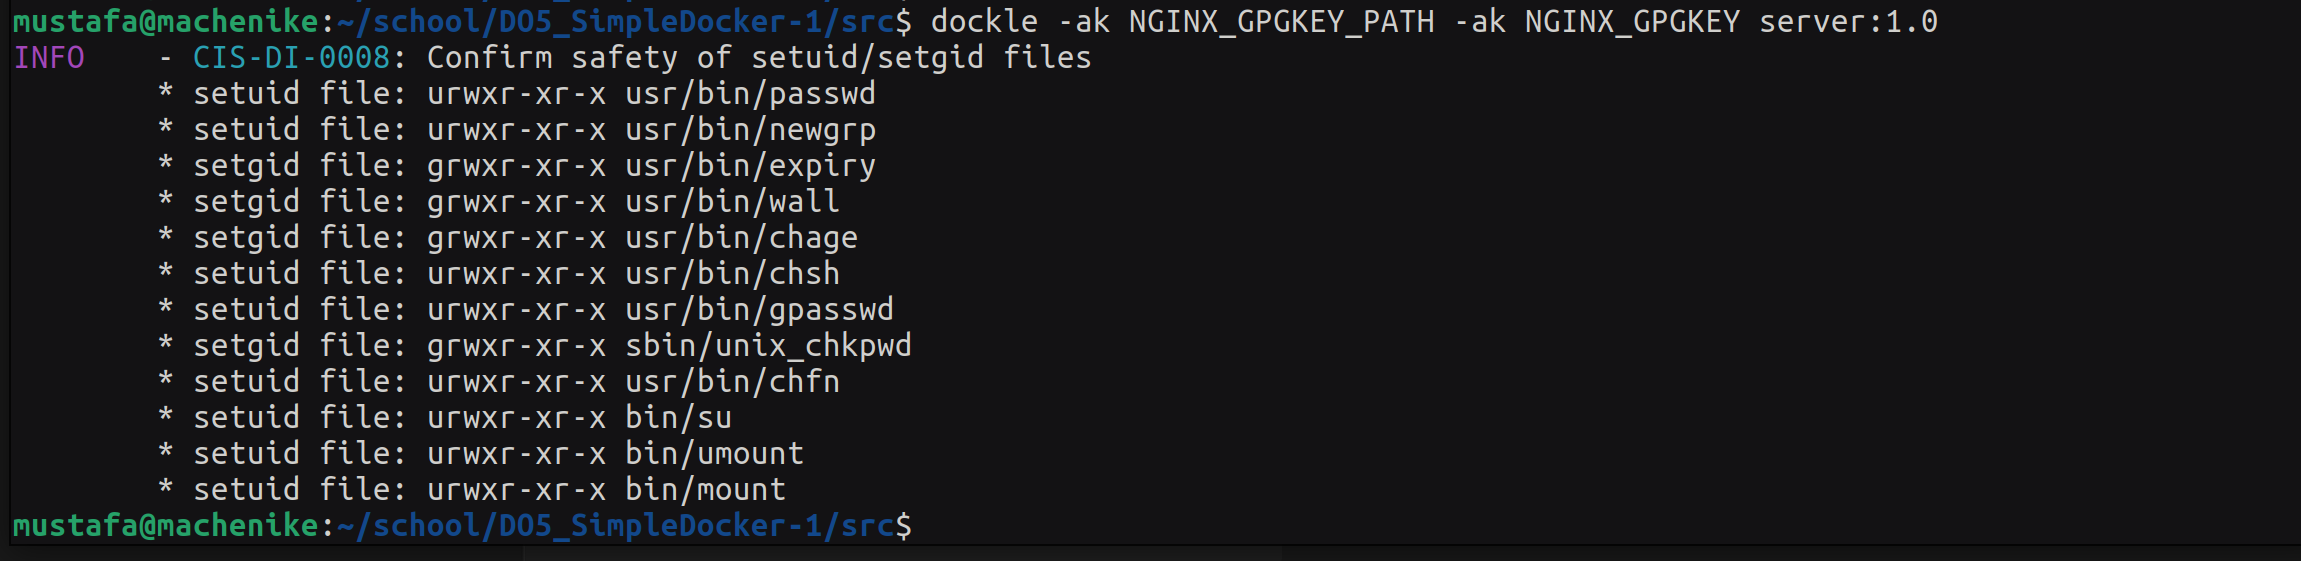 mustafa@machenike:~/school/DO5_SimpleDocker-1/src$ dockle -ak NGINX_GPGKEY_PATH -ak NGINX_GPGKEY server:1.0
INFO    - CIS-DI-0008: Confirm safety of setuid/setgid files
        * setuid file: urwxr-xr-x usr/bin/passwd
        * setuid file: urwxr-xr-x usr/bin/newgrp
        * setgid file: grwxr-xr-x usr/bin/expiry
        * setgid file: grwxr-xr-x usr/bin/wall
        * setgid file: grwxr-xr-x usr/bin/chage
        * setuid file: urwxr-xr-x usr/bin/chsh
        * setuid file: urwxr-xr-x usr/bin/gpasswd
        * setgid file: grwxr-xr-x sbin/unix_chkpwd
        * setuid file: urwxr-xr-x usr/bin/chfn
        * setuid file: urwxr-xr-x bin/su
        * setuid file: urwxr-xr-x bin/umount
        * setuid file: urwxr-xr-x bin/mount
mustafa@machenike:~/school/DO5_SimpleDocker-1/src$